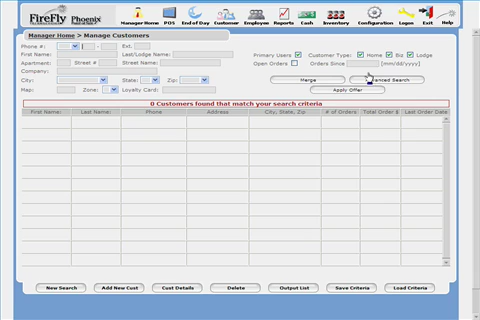 FireFly Phoenix
Manager Home POS End of Day Customer Employee Reports Cash Inventory Configuration Logon Exit Help
Manager Home > Manage Customers
Phone #: - Ext.
First Name: Last/Lodge Name:
Apartment: Street # Street Name:
Company:
City: State: Zip:
Map: Zone: Loyalty Card:
Primary Users Customer Type: Home Biz Lodge
Open Orders Orders Since [mm/dd/yyyy]
Merge Advanced Search
Apply Offer
0 Customers found that match your search criteria
First Name: Last Name: Phone Address City, State, Zip # of Orders Total Order $ Last Order Date
New Search Add New Cust Cust Details Delete Output List Save Criteria Load Criteria